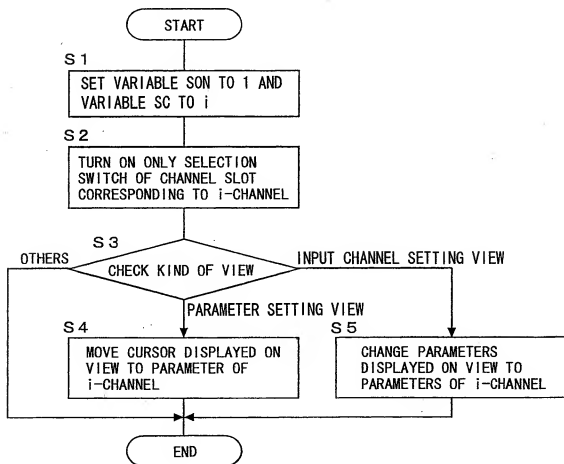 START
S1
SET VARIABLE SON TO 1 AND
VARIABLE SC TO i
S2
TURN ON ONLY SELECTION
SWITCH OF CHANNEL SLOT
CORRESPONDING TO i-CHANNEL
S3
OTHERS
CHECK KIND OF VIEW
INPUT CHANNEL SETTING VIEW
PARAMETER SETTING VIEW
S4
MOVE CURSOR DISPLAYED ON
VIEW TO PARAMETER OF
i-CHANNEL
S5
CHANGE PARAMETERS
DISPLAYED ON VIEW TO
PARAMETERS OF i-CHANNEL
END